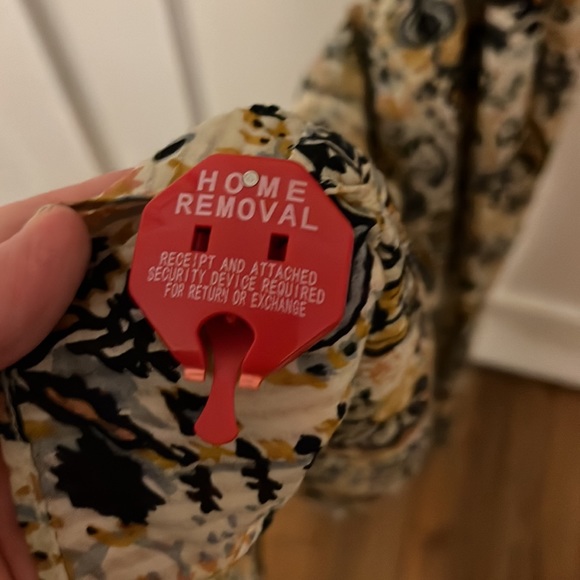 HOME
REMOVAL
RECEIPT AND ATTACHED
SECURITY DEVICE REQUIRED
FOR RETURN OR EXCHANGE